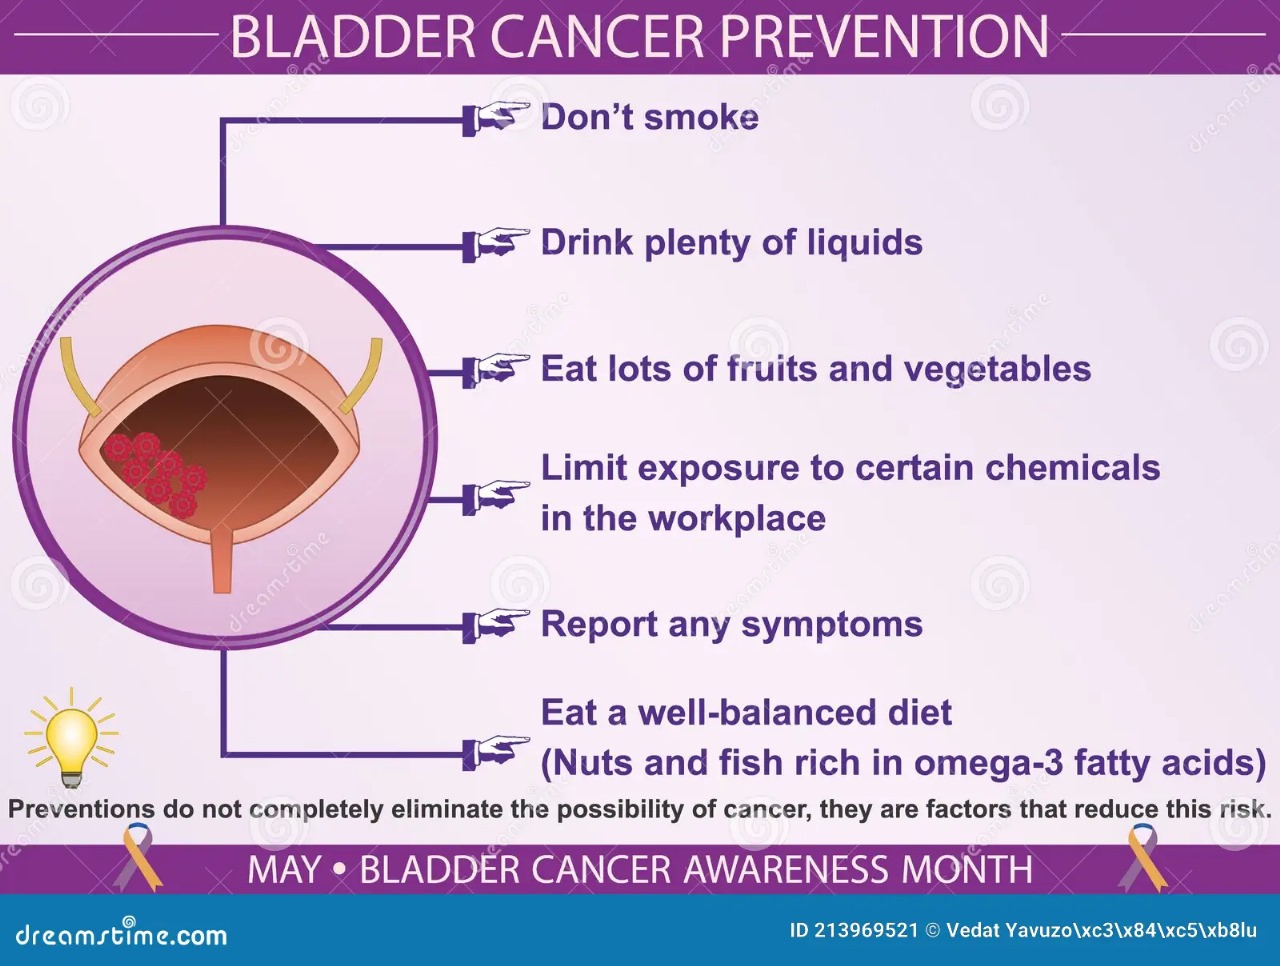 BLADDER CANCER PREVENTION
Don't smoke
Drink plenty of liquids
Eat lots of fruits and vegetables
Limit exposure to certain chemicals
in the workplace
Report any symptoms
Eat a well-balanced diet
(Nuts and fish rich in omega-3 fatty acids)
Preventions do not completely eliminate the possibility of cancer, they are factors that reduce this risk.
MAY • BLADDER CANCER AWARENESS MONTH
dreamstime.com
ID 213969521 © Vedat Yavuzo\xc3\x84\xc5\xb8lu